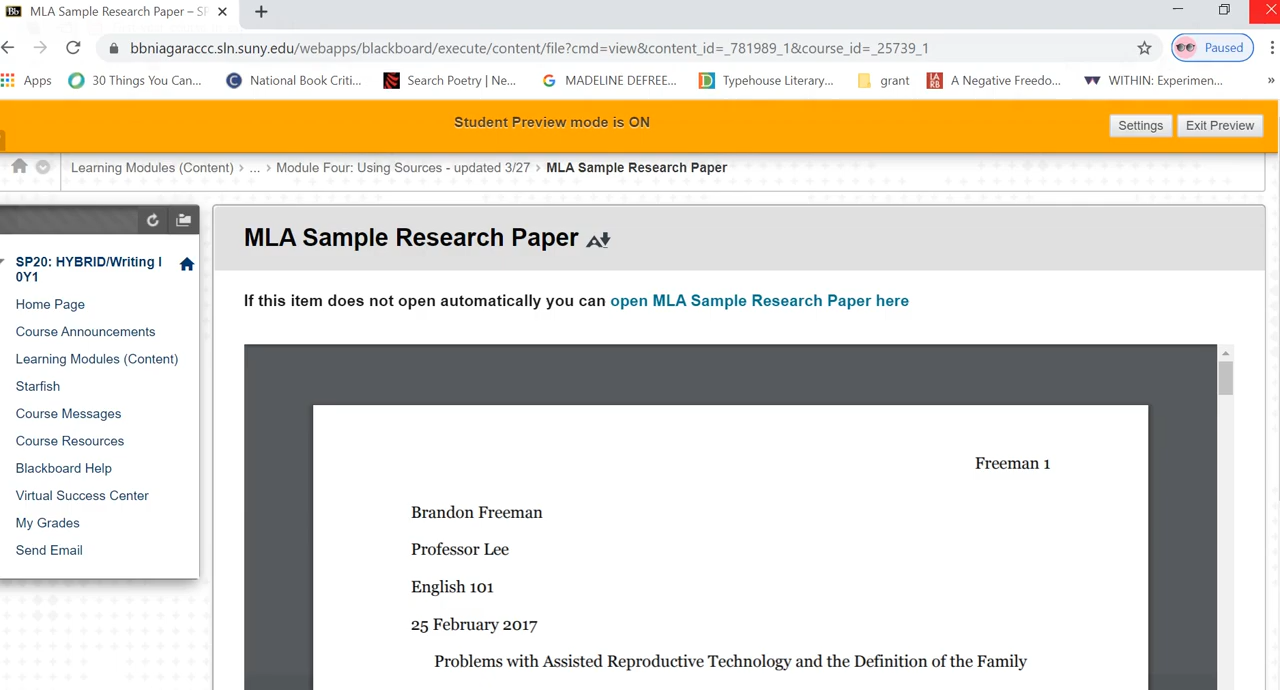 MLA Sample Research Paper – SP
bbniagaraccc.sln.suny.edu/webapps/blackboard/execute/content/file?cmd=view&content_id=_781989_1&course_id=_25739_1
Paused
Apps
30 Things You Can...
National Book Criti...
Search Poetry | Ne...
MADELINE DEFREE...
Typehouse Literary...
grant
A Negative Freedo...
WITHIN: Experimen...
»
Student Preview mode is ON
Settings
Exit Preview
Learning Modules (Content) › ... › Module Four: Using Sources - updated 3/27 › MLA Sample Research Paper
SP20: HYBRID/Writing I
0Y1
Home Page
Course Announcements
Learning Modules (Content)
Starfish
Course Messages
Course Resources
Blackboard Help
Virtual Success Center
My Grades
Send Email
MLA Sample Research Paper
If this item does not open automatically you can open MLA Sample Research Paper here
Freeman 1
Brandon Freeman
Professor Lee
English 101
25 February 2017
Problems with Assisted Reproductive Technology and the Definition of the Family